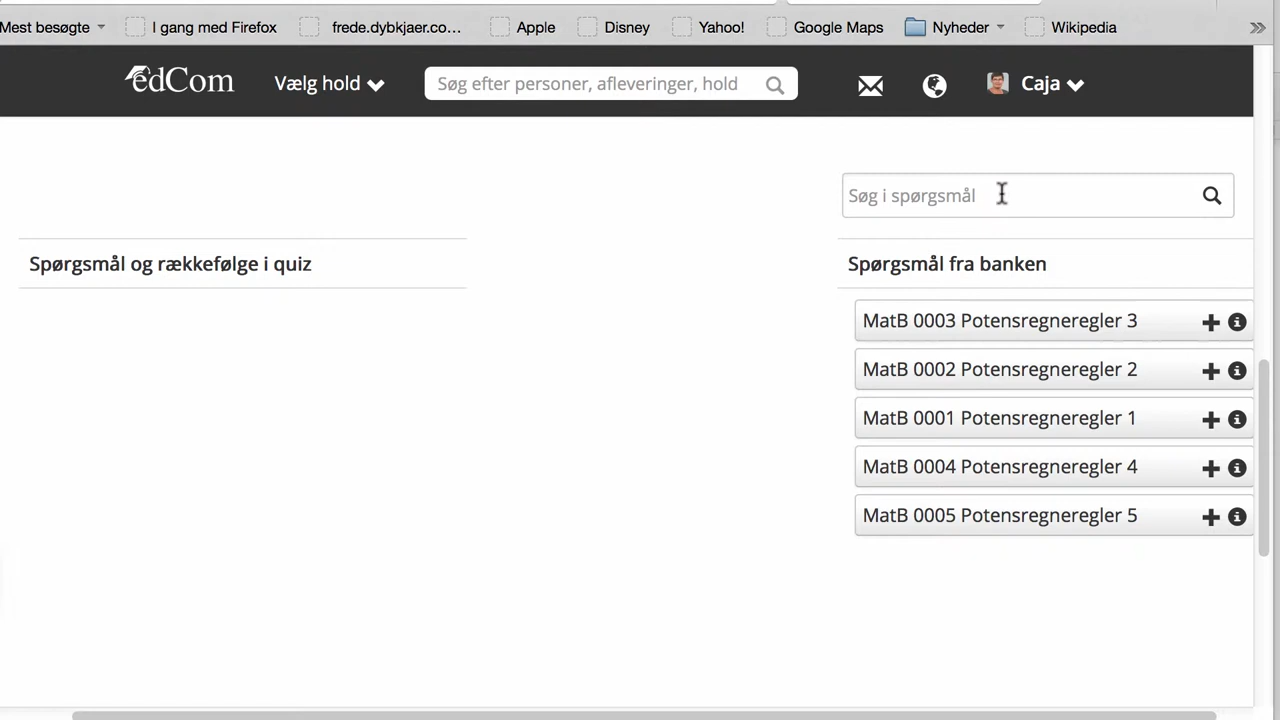 Mest besøgte I gang med Firefox frede.dybkjaer.co... Apple Disney Yahoo! Google Maps Nyheder Wikipedia
edCom Vælg hold Søg efter personer, afleveringer, hold Caja
Søg i spørgsmål
Spørgsmål og rækkefølge i quiz
Spørgsmål fra banken
MatB 0003 Potensregneregler 3
MatB 0002 Potensregneregler 2
MatB 0001 Potensregneregler 1
MatB 0004 Potensregneregler 4
MatB 0005 Potensregneregler 5